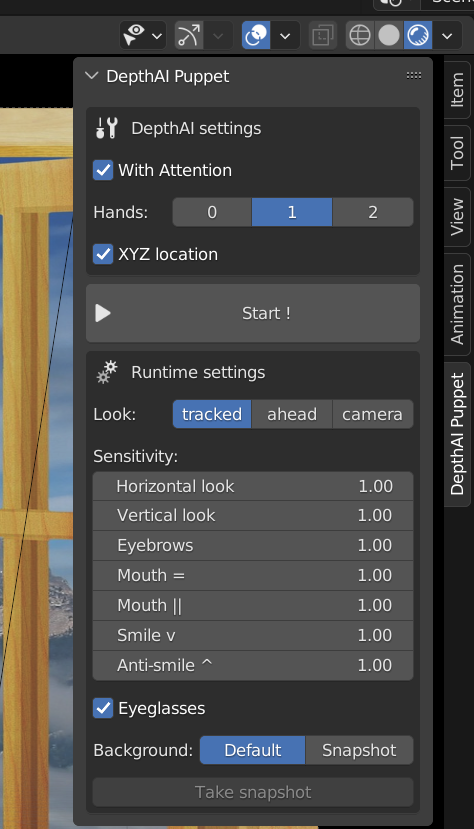 Scene
DepthAI Puppet
DepthAI settings
With Attention
Hands: 0 1 2
XYZ location
Start !
Runtime settings
Look: tracked ahead camera
Sensitivity:
Horizontal look 1.00
Vertical look 1.00
Eyebrows 1.00
Mouth = 1.00
Mouth || 1.00
Smile v 1.00
Anti-smile ^ 1.00
Eyeglasses
Background: Default Snapshot
Take snapshot
Item
Tool
View
Animation
DepthAI Puppet